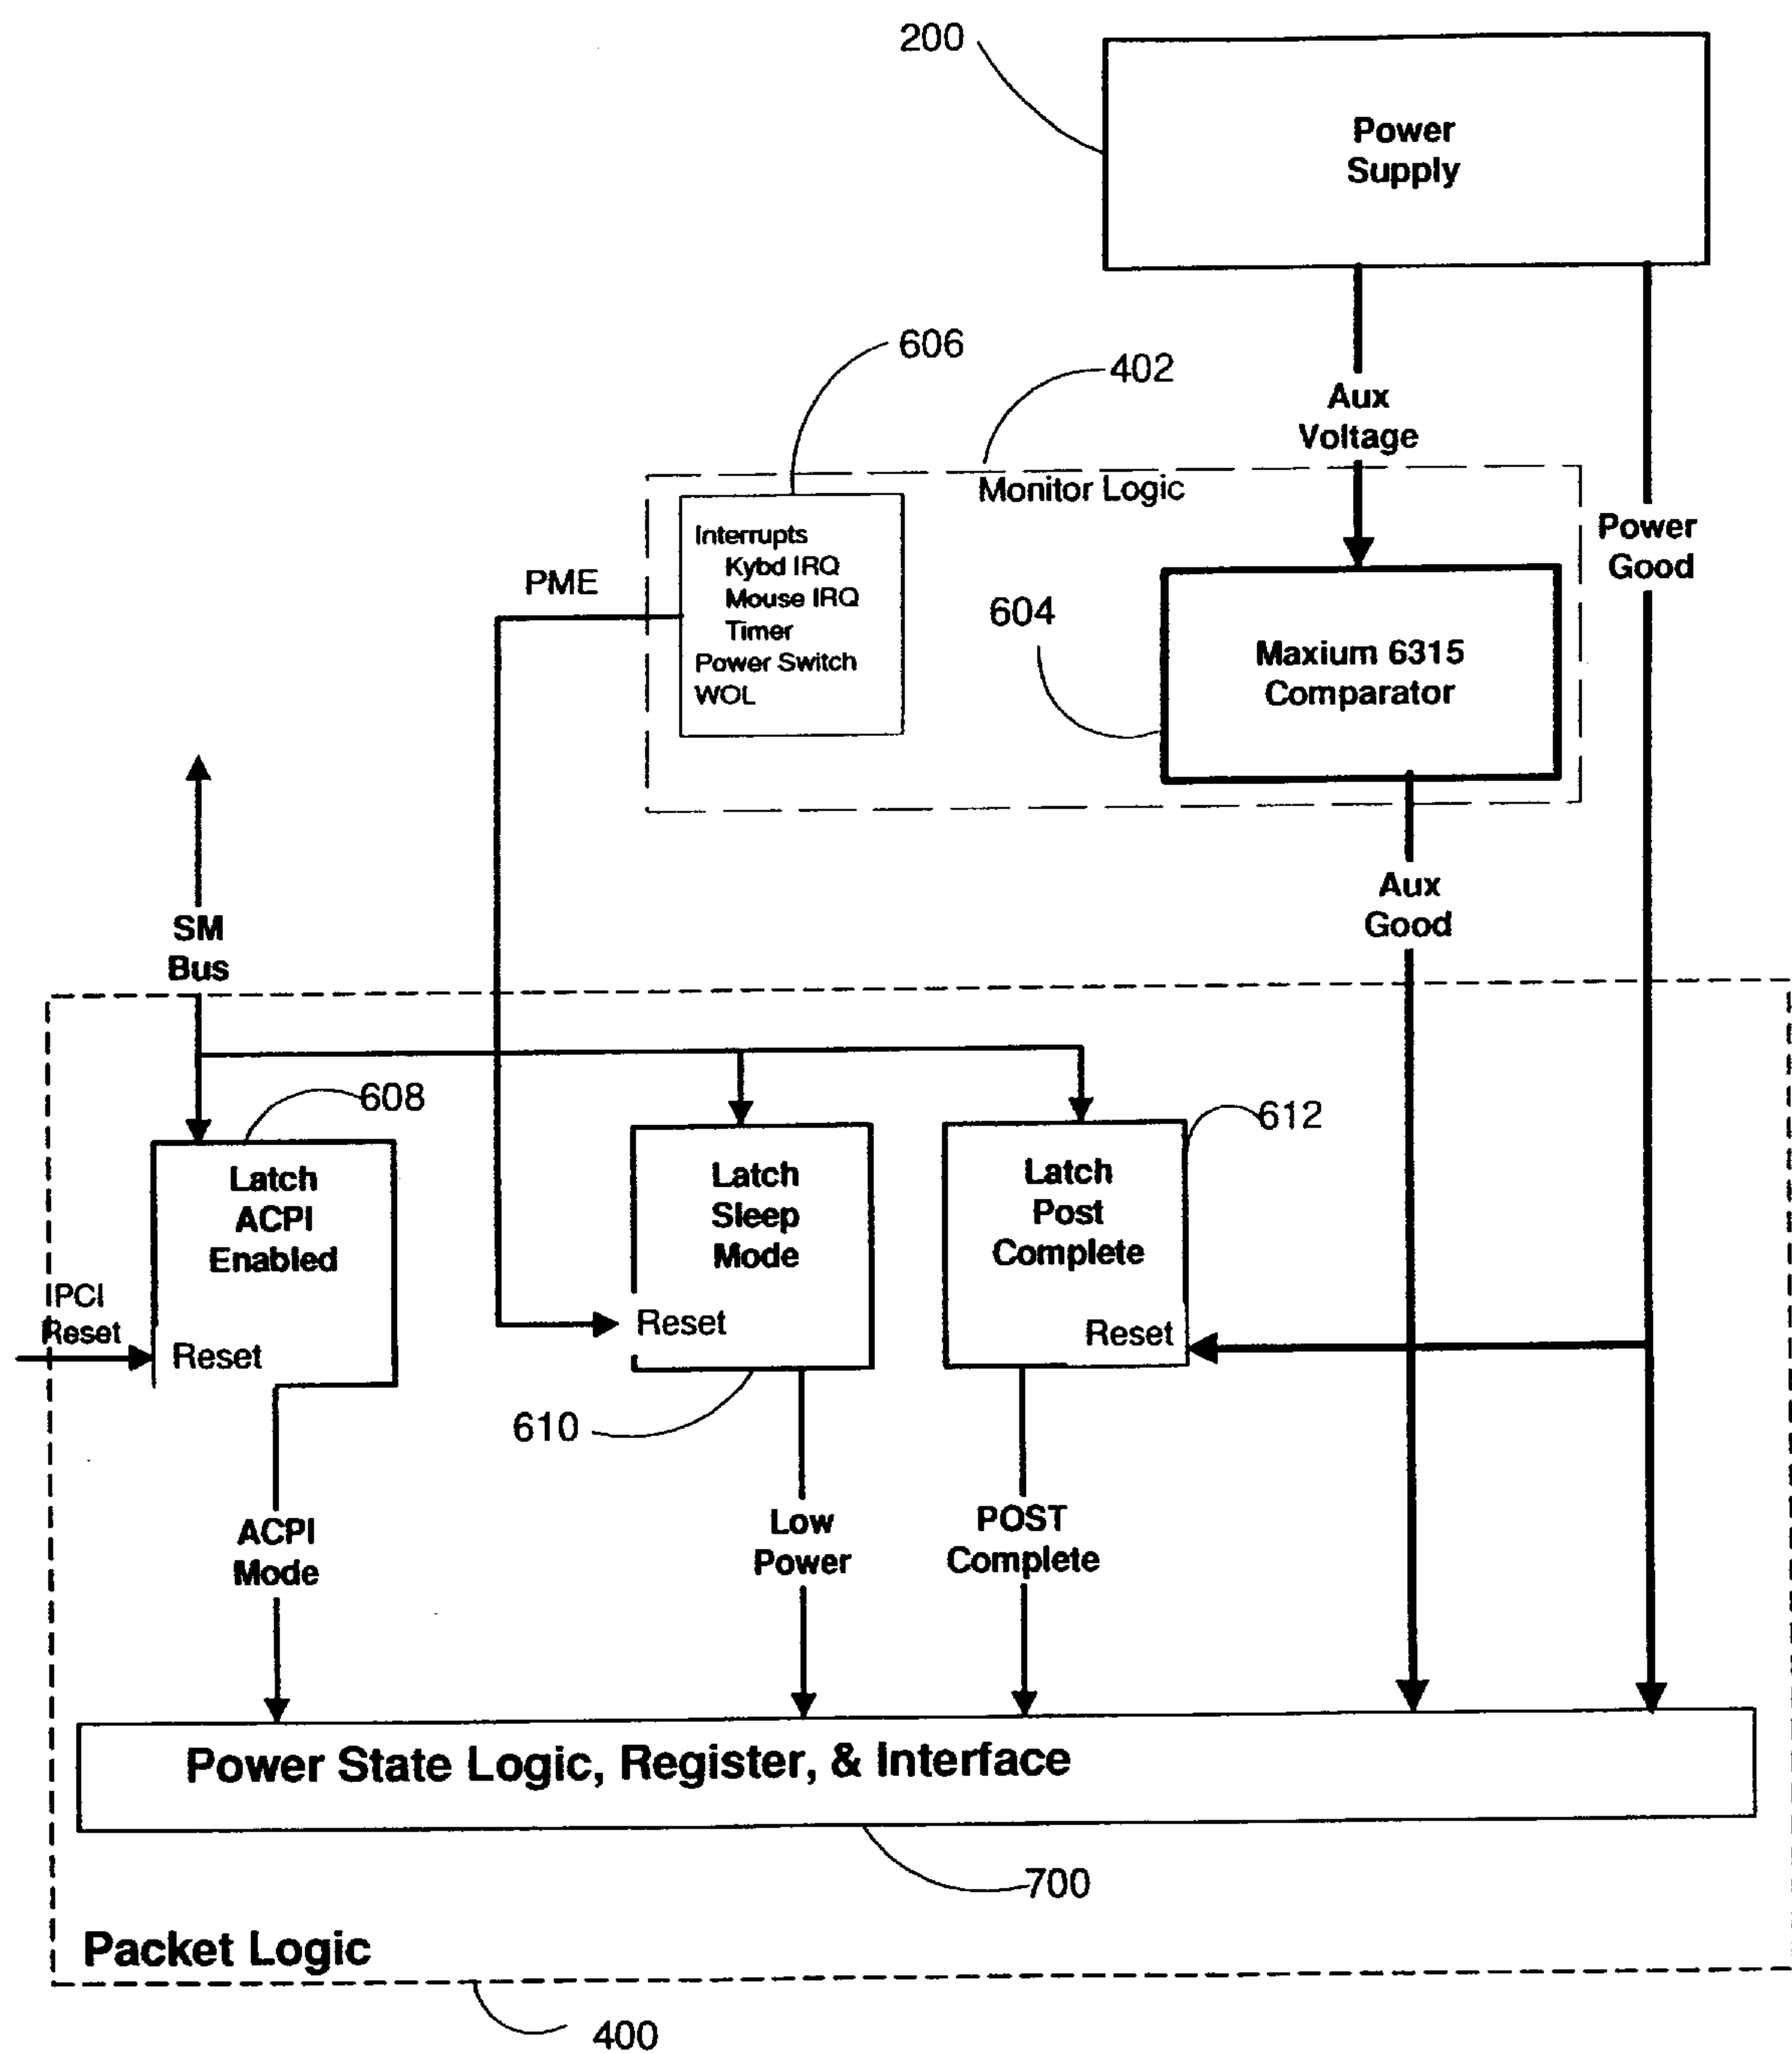 200
Power
Supply
606
402
Aux
Voltage
Monitor Logic
Power
Good
Interrupts
Kybd IRQ
Mouse IRQ
Timer
Power Switch
WOL
PME
604
Maxium 6315
Comparator
Aux
Good
SM
Bus
608
612
Latch
ACPI
Enabled
Latch
Sleep
Mode
Latch
Post
Complete
PCI
Reset
Reset
Reset
Reset
610
ACPI
Mode
Low
Power
POST
Complete
Power State Logic, Register, & Interface
700
Packet Logic
400